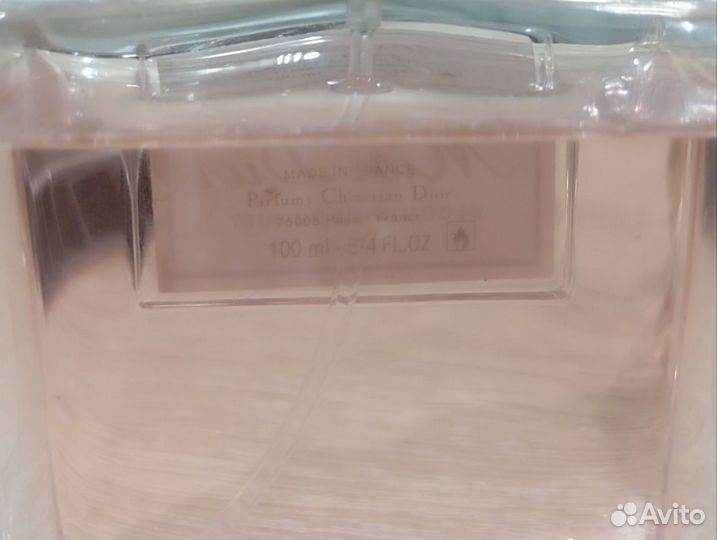 MADE IN FRANCE
Parfums Christian Dior
75008 Paris France
100 ml - 3.4 FL.OZ
Avito